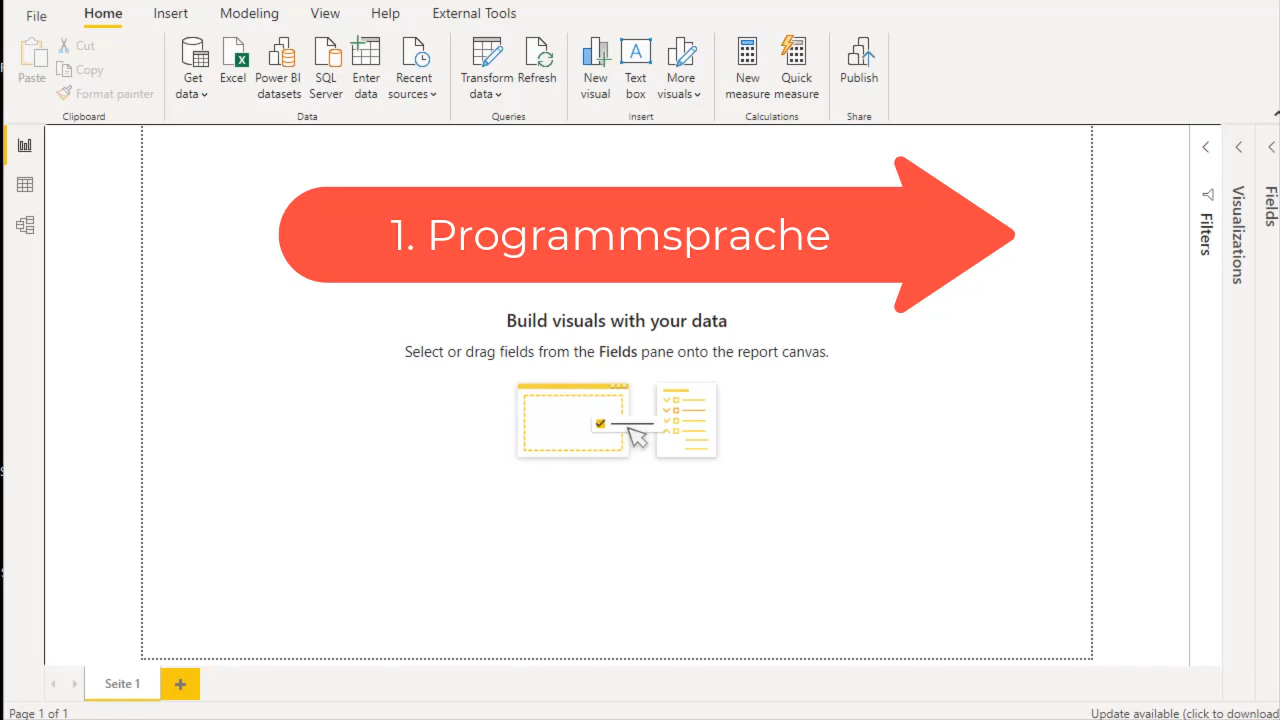 File Home Insert Modeling View Help External Tools
Paste
Cut
Copy
Format painter
Clipboard
Get data
Excel
Power BI datasets
SQL Server
Enter data
Recent sources
Data
Transform data
Refresh
Queries
New visual
Text box
More visuals
Insert
New measure
Quick measure
Calculations
Publish
Share
1. Programmsprache
Build visuals with your data
Select or drag fields from the Fields pane onto the report canvas.
Filters
Visualizations
Fields
Seite 1
Page 1 of 1
Update available (click to download